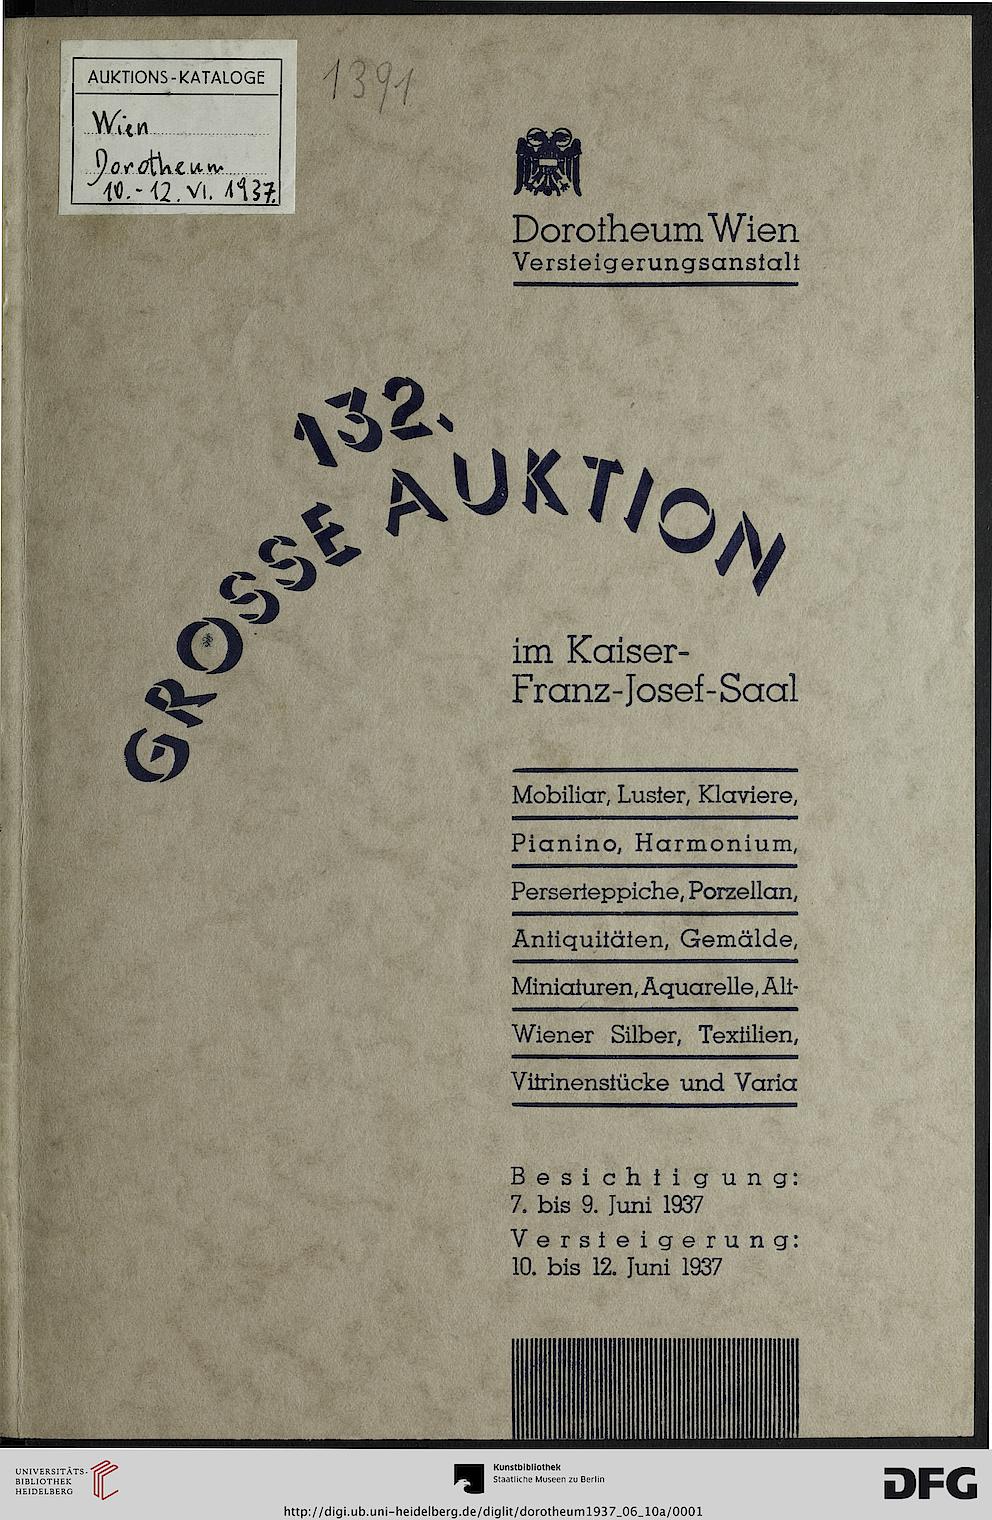 AUKTIONS-KATALOGE
Wien
Dorotheum
10.-12.VI. 1937.
1391
Dorotheum Wien
Versteigerungsanstalt
132.
GROSSE AUKTION
im Kaiser-
Franz-Josef-Saal
Mobiliar, Luster, Klaviere,
Pianino, Harmonium,
Perserteppiche, Porzellan,
Antiquitäten, Gemälde,
Miniaturen, Aquarelle, Alt-
Wiener Silber, Textilien,
Vitrinenstücke und Varia
Besichtigung:
7. bis 9. Juni 1937
Versteigerung:
10. bis 12. Juni 1937
UNIVERSITÄTS-
BIBLIOTHEK
HEIDELBERG
Kunstbibliothek
Staatliche Museen zu Berlin
DFG
http://digi.ub.uni-heidelberg.de/diglit/dorotheum1937_06_10a/0001